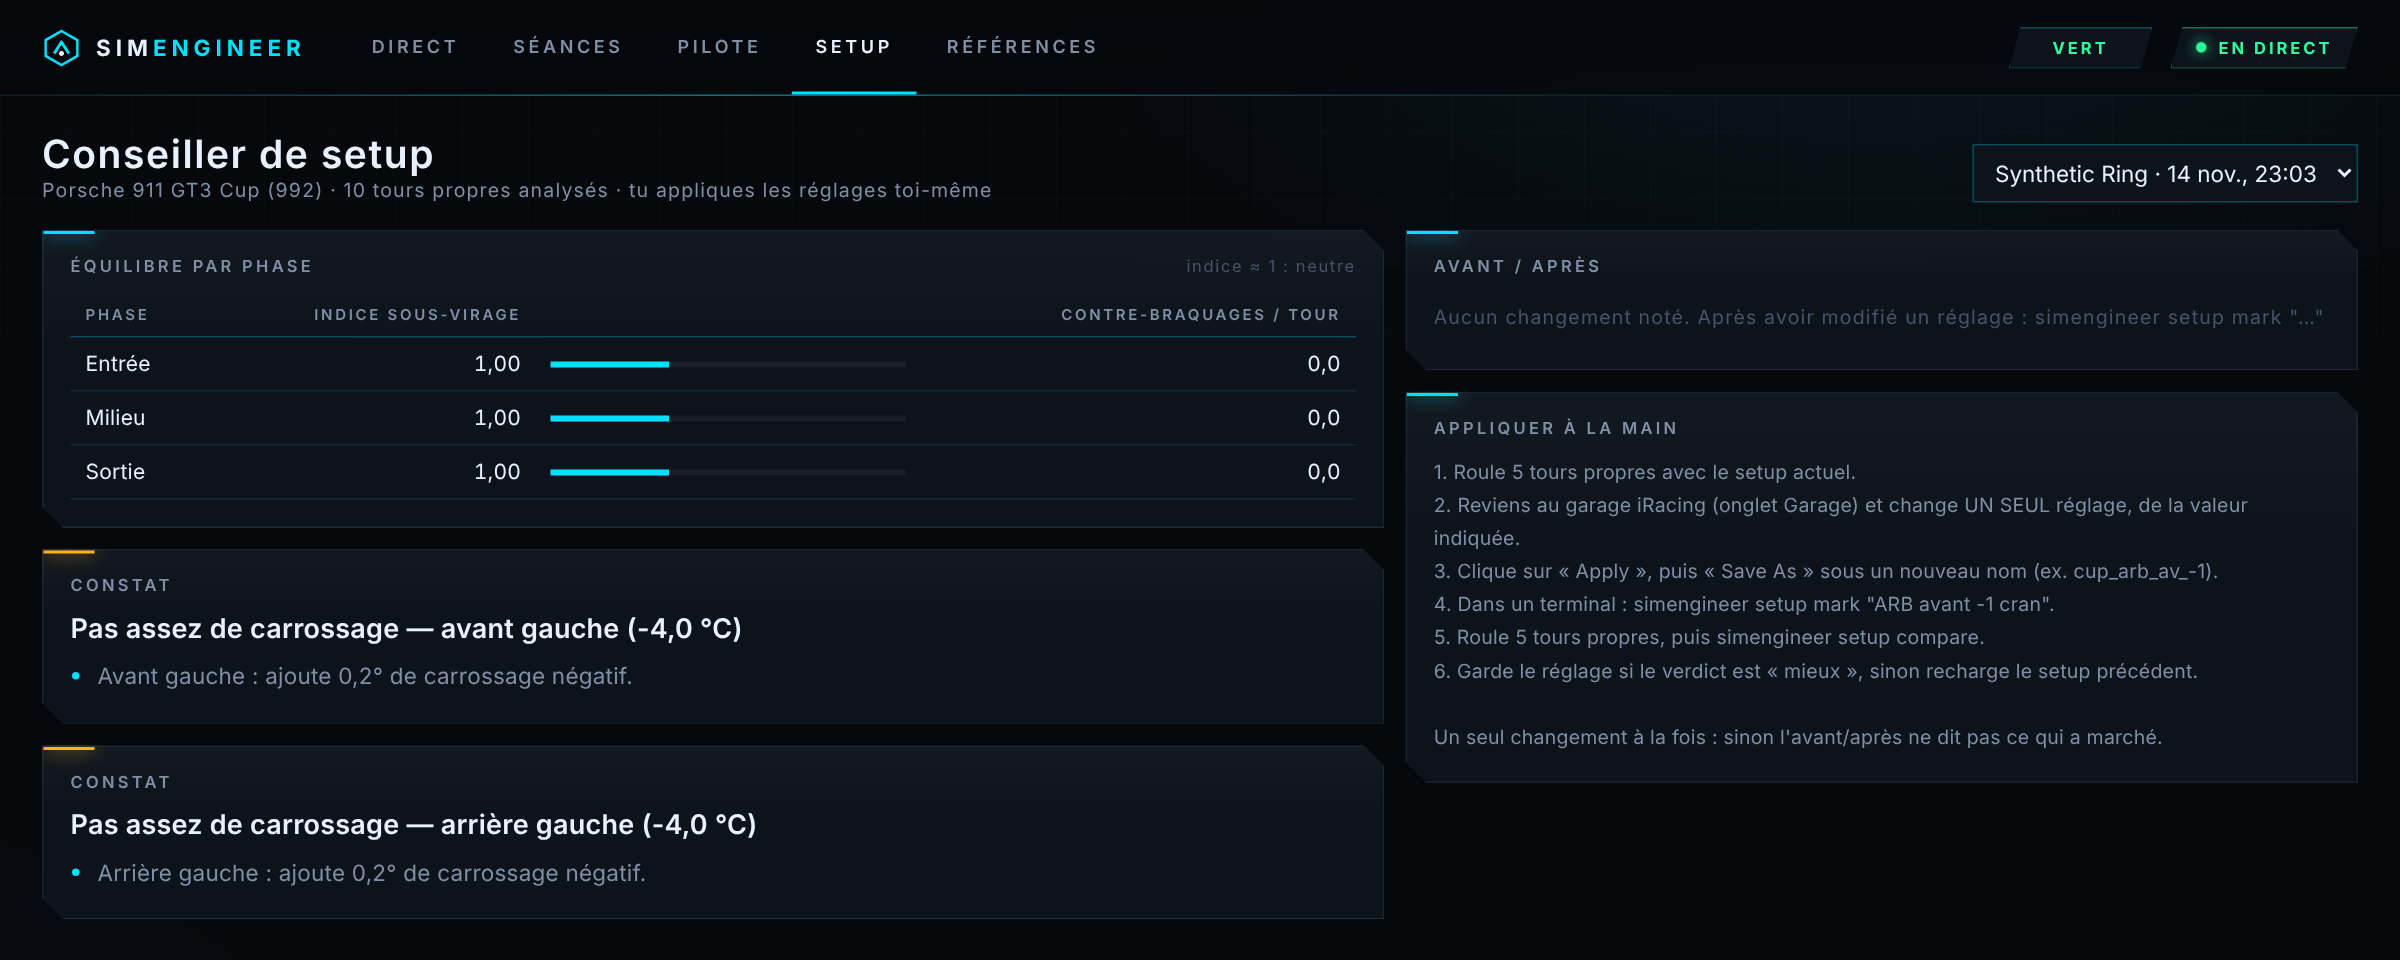 SIMENGINEER
DIRECT
SÉANCES
PILOTE
SETUP
RÉFÉRENCES
VERT
EN DIRECT
Conseiller de setup
Porsche 911 GT3 Cup (992) · 10 tours propres analysés · tu appliques les réglages toi-même
Synthetic Ring · 14 nov., 23:03
ÉQUILIBRE PAR PHASE
indice ≈ 1 : neutre
PHASE INDICE SOUS-VIRAGE CONTRE-BRAQUAGES / TOUR
Entrée 1,00 0,0
Milieu 1,00 0,0
Sortie 1,00 0,0
CONSTAT
Pas assez de carrossage — avant gauche (-4,0 °C)
• Avant gauche : ajoute 0,2° de carrossage négatif.
CONSTAT
Pas assez de carrossage — arrière gauche (-4,0 °C)
• Arrière gauche : ajoute 0,2° de carrossage négatif.
AVANT / APRÈS
Aucun changement noté. Après avoir modifié un réglage : simengineer setup mark "…"
APPLIQUER À LA MAIN
1. Roule 5 tours propres avec le setup actuel.
2. Reviens au garage iRacing (onglet Garage) et change UN SEUL réglage, de la valeur
indiquée.
3. Clique sur « Apply », puis « Save As » sous un nouveau nom (ex. cup_arb_av_-1).
4. Dans un terminal : simengineer setup mark "ARB avant -1 cran".
5. Roule 5 tours propres, puis simengineer setup compare.
6. Garde le réglage si le verdict est « mieux », sinon recharge le setup précédent.
Un seul changement à la fois : sinon l'avant/après ne dit pas ce qui a marché.